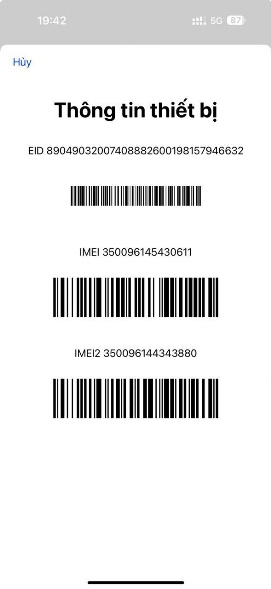 19:42
5G 87
Hủy
Thông tin thiết bị
EID 89049032007408882600198157946632
IMEI 350096145430611
IMEI2 350096144343880